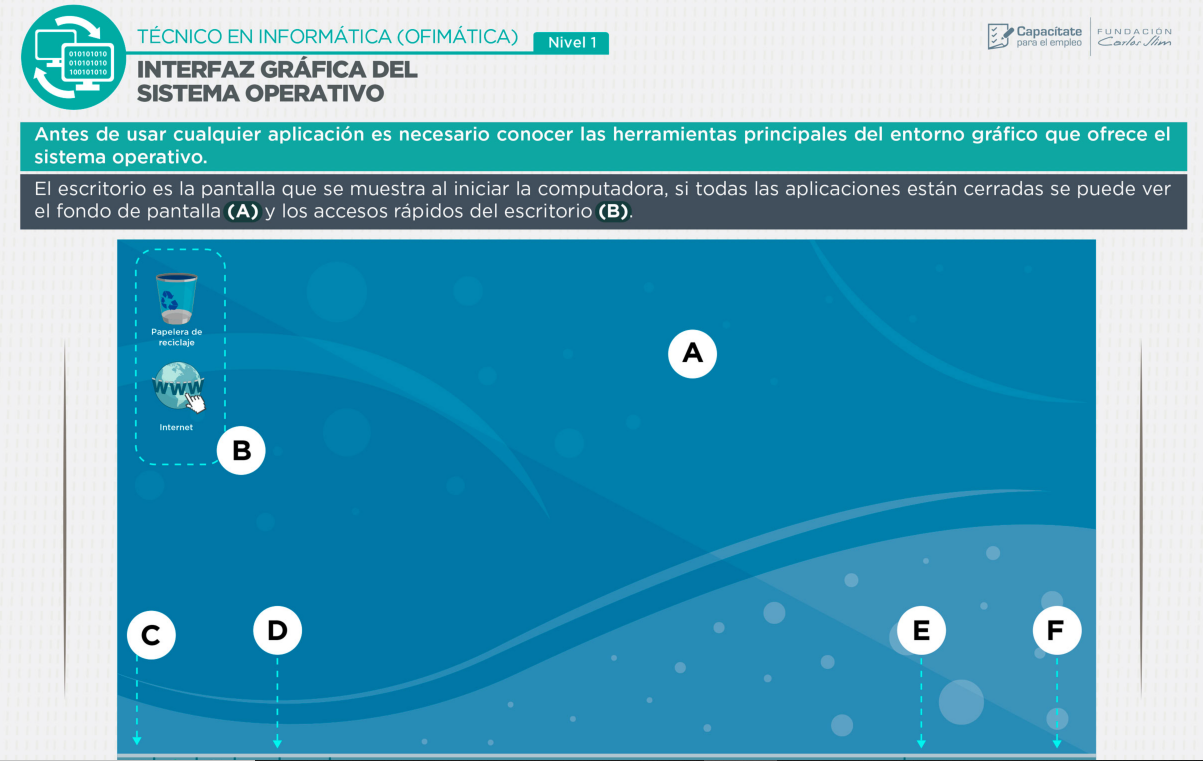 TÉCNICO EN INFORMÁTICA (OFIMÁTICA) Nivel 1
INTERFAZ GRÁFICA DEL
SISTEMA OPERATIVO
010101010
010101010
100101010
Capacítate
para el empleo
FUNDACIÓN
Carlos Slim
Antes de usar cualquier aplicación es necesario conocer las herramientas principales del entorno gráfico que ofrece el
sistema operativo.
El escritorio es la pantalla que se muestra al iniciar la computadora, si todas las aplicaciones están cerradas se puede ver
el fondo de pantalla (A) y los accesos rápidos del escritorio (B).
Papelera de
reciclaje
WWW
Internet
A
B
C
D
E
F